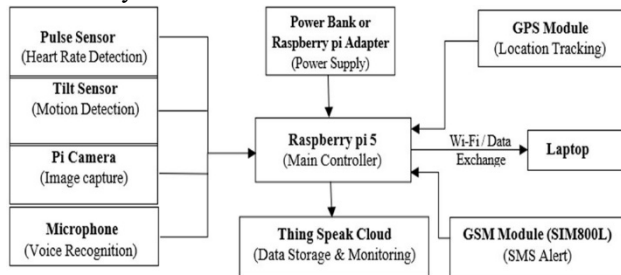 Pulse Sensor
(Heart Rate Detection)
Tilt Sensor
(Motion Detection)
Pi Camera
(Image capture)
Microphone
(Voice Recognition)
Power Bank or
Raspberry pi Adapter
(Power Supply)
Raspberry pi 5
(Main Controller)
Thing Speak Cloud
(Data Storage & Monitoring)
GPS Module
(Location Tracking)
Wi-Fi / Data
Exchange
Laptop
GSM Module (SIM800L)
(SMS Alert)